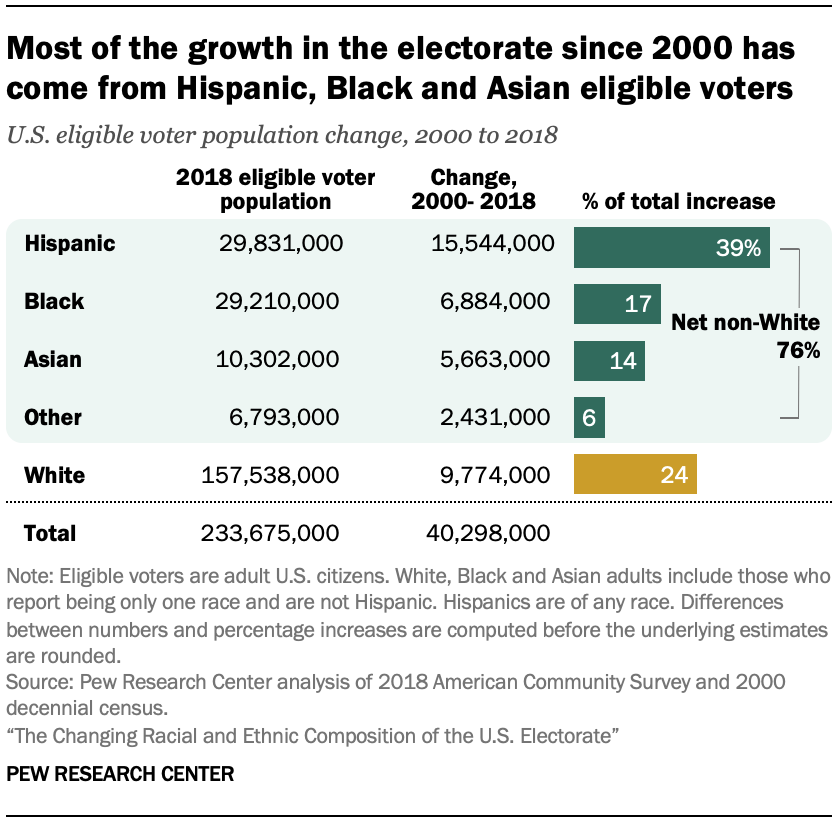 Most of the growth in the electorate since 2000 has
come from Hispanic, Black and Asian eligible voters
U.S. eligible voter population change, 2000 to 2018
2018 eligible voter population Change, 2000- 2018 % of total increase
Hispanic 29,831,000 15,544,000 39%
Black 29,210,000 6,884,000 17
Net non-White
76%
Asian 10,302,000 5,663,000 14
Other 6,793,000 2,431,000 6
White 157,538,000 9,774,000 24
Total 233,675,000 40,298,000
Note: Eligible voters are adult U.S. citizens. White, Black and Asian adults include those who
report being only one race and are not Hispanic. Hispanics are of any race. Differences
between numbers and percentage increases are computed before the underlying estimates
are rounded.
Source: Pew Research Center analysis of 2018 American Community Survey and 2000
decennial census.
“The Changing Racial and Ethnic Composition of the U.S. Electorate”
PEW RESEARCH CENTER